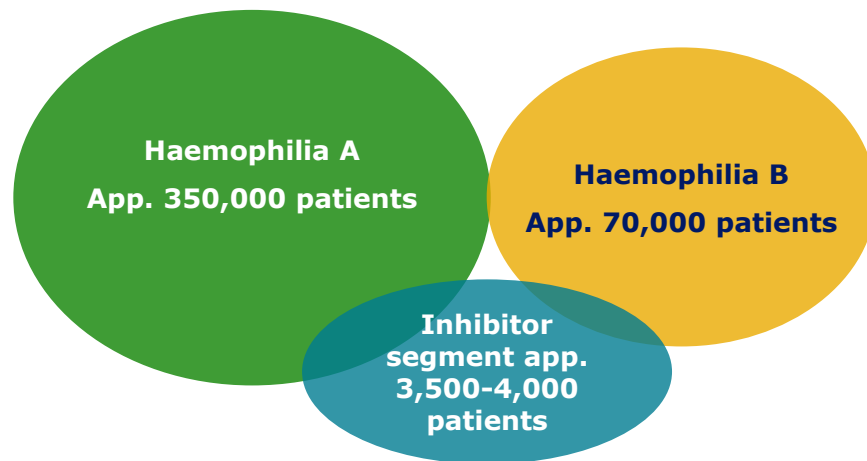 Haemophilia A
App. 350,000 patients
Haemophilia B
App. 70,000 patients
Inhibitor
segment app.
3,500-4,000
patients